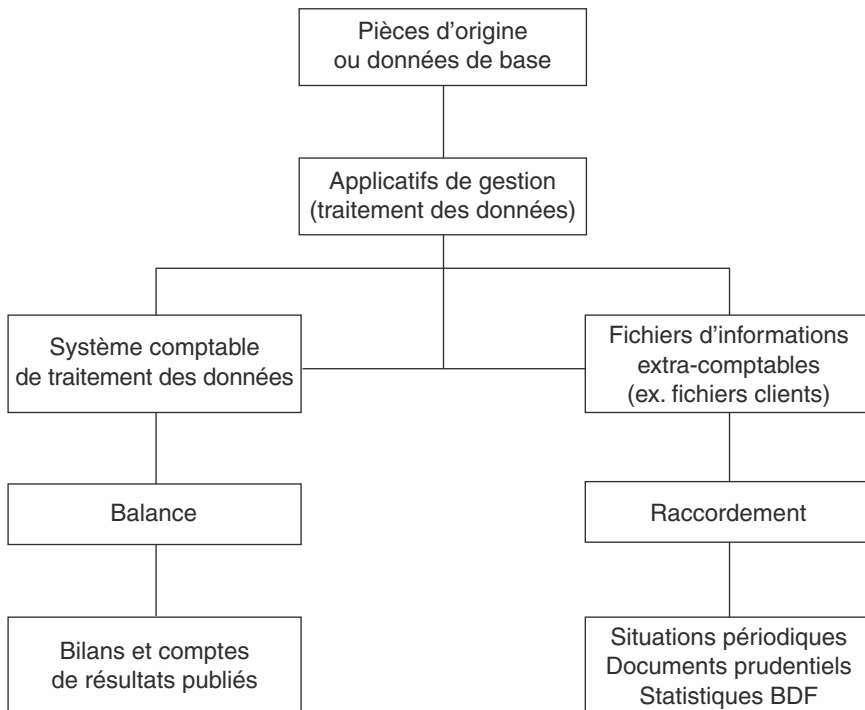 Pièces d'origine
ou données de base
Applicatifs de gestion
(traitement des données)
Système comptable
de traitement des données
Fichiers d'informations
extra-comptables
(ex. fichiers clients)
Balance
Raccordement
Bilans et comptes
de résultats publiés
Situations périodiques
Documents prudentiels
Statistiques BDF